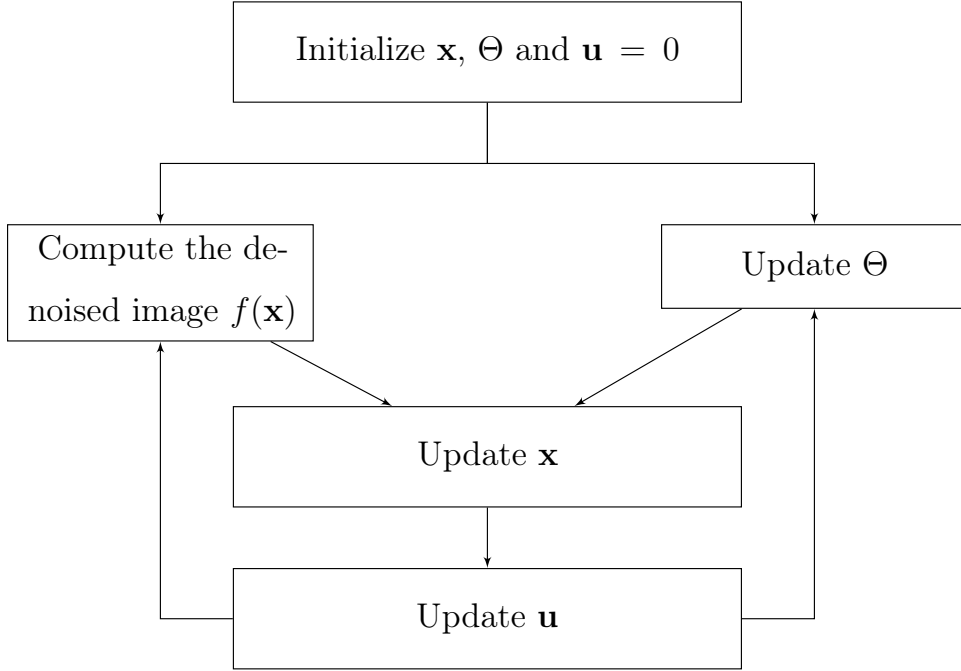 Initialize x, Θ and u = 0
Compute the de-
noised image f(x)
Update Θ
Update x
Update u